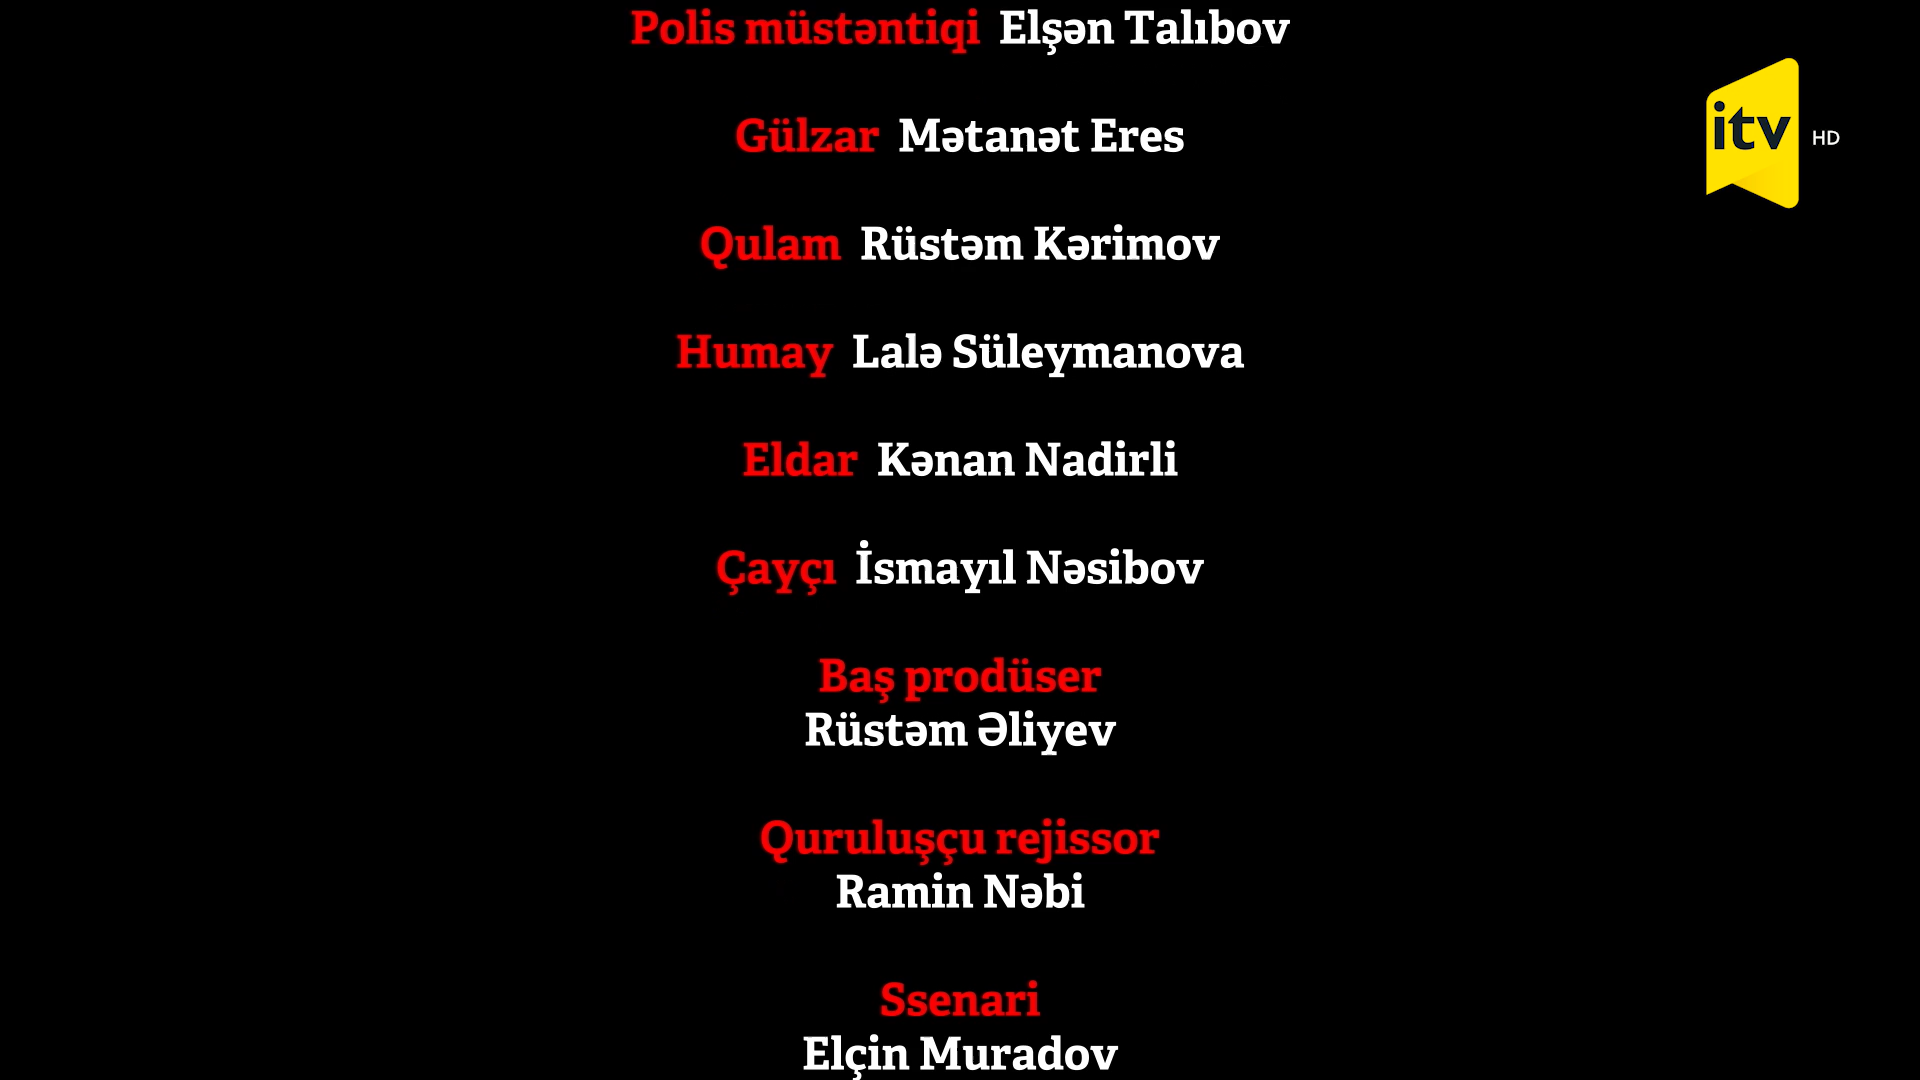 Polis müstəntiqi Elşən Talıbov
itv HD
Gülzar Mətanət Eres
Qulam Rüstəm Kərimov
Humay Lalə Süleymanova
Eldar Kənan Nadirli
Çayçı İsmayıl Nəsibov
Baş prodüser
Rüstəm Əliyev
Quruluşçu rejissor
Ramin Nəbi
Ssenari
Elçin Muradov